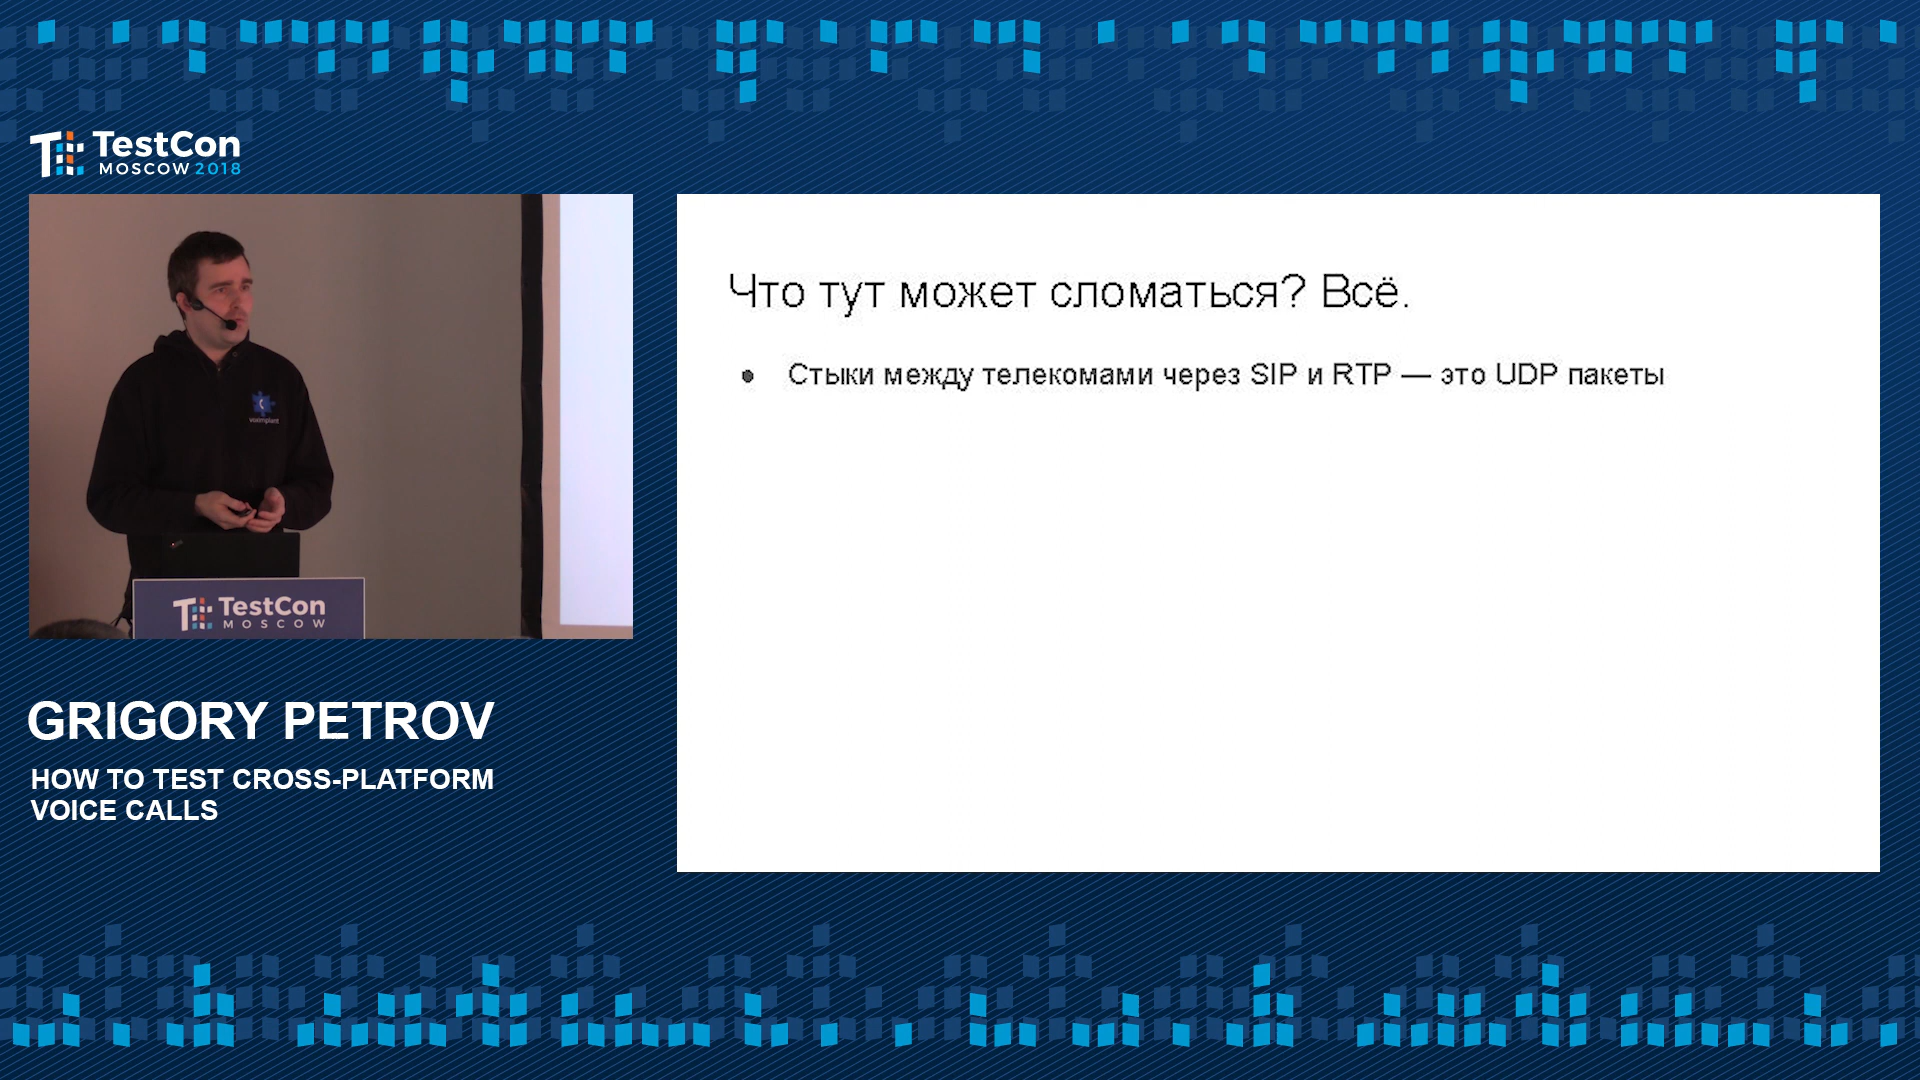 TestCon
MOSCOW 2018
Что тут может сломаться? Всё.
● Стыки между телекомами через SIP и RTP — это UDP пакеты
voximplant
TestCon
MOSCOW
GRIGORY PETROV
HOW TO TEST CROSS-PLATFORM
VOICE CALLS